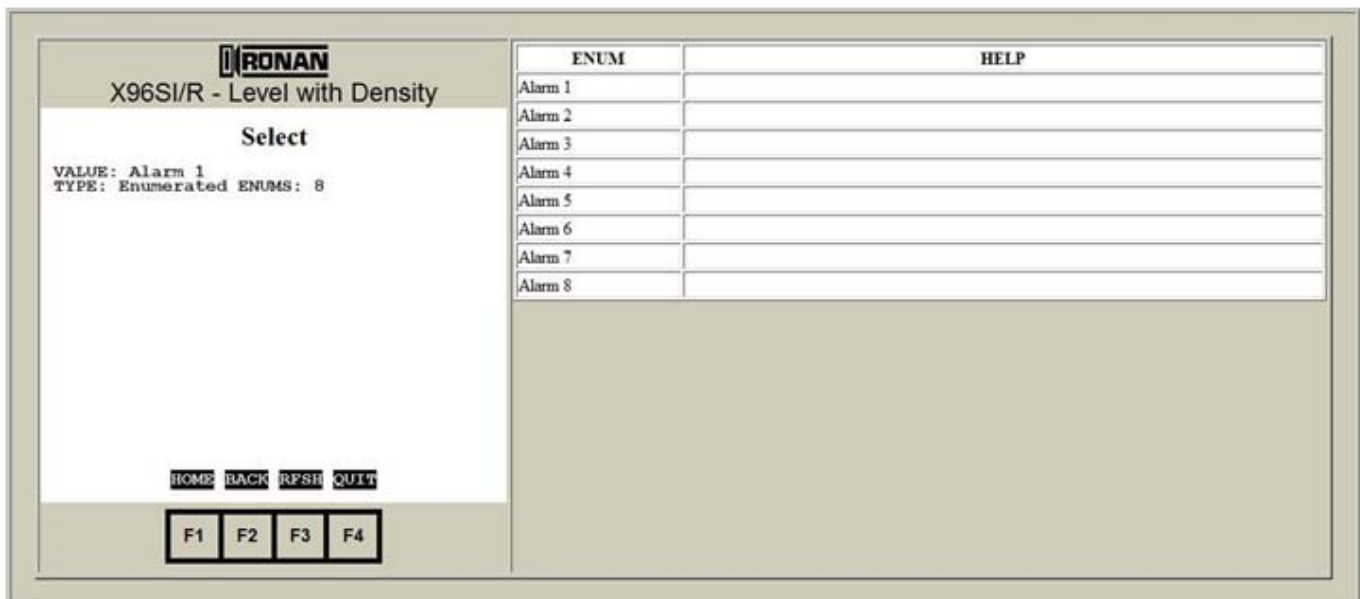 RONAN
X96SI/R - Level with Density
Select
VALUE: Alarm 1
TYPE: Enumerated ENUMS: 8
HOME BACK RFSH QUIT
F1 F2 F3 F4
ENUM HELP
Alarm 1
Alarm 2
Alarm 3
Alarm 4
Alarm 5
Alarm 6
Alarm 7
Alarm 8